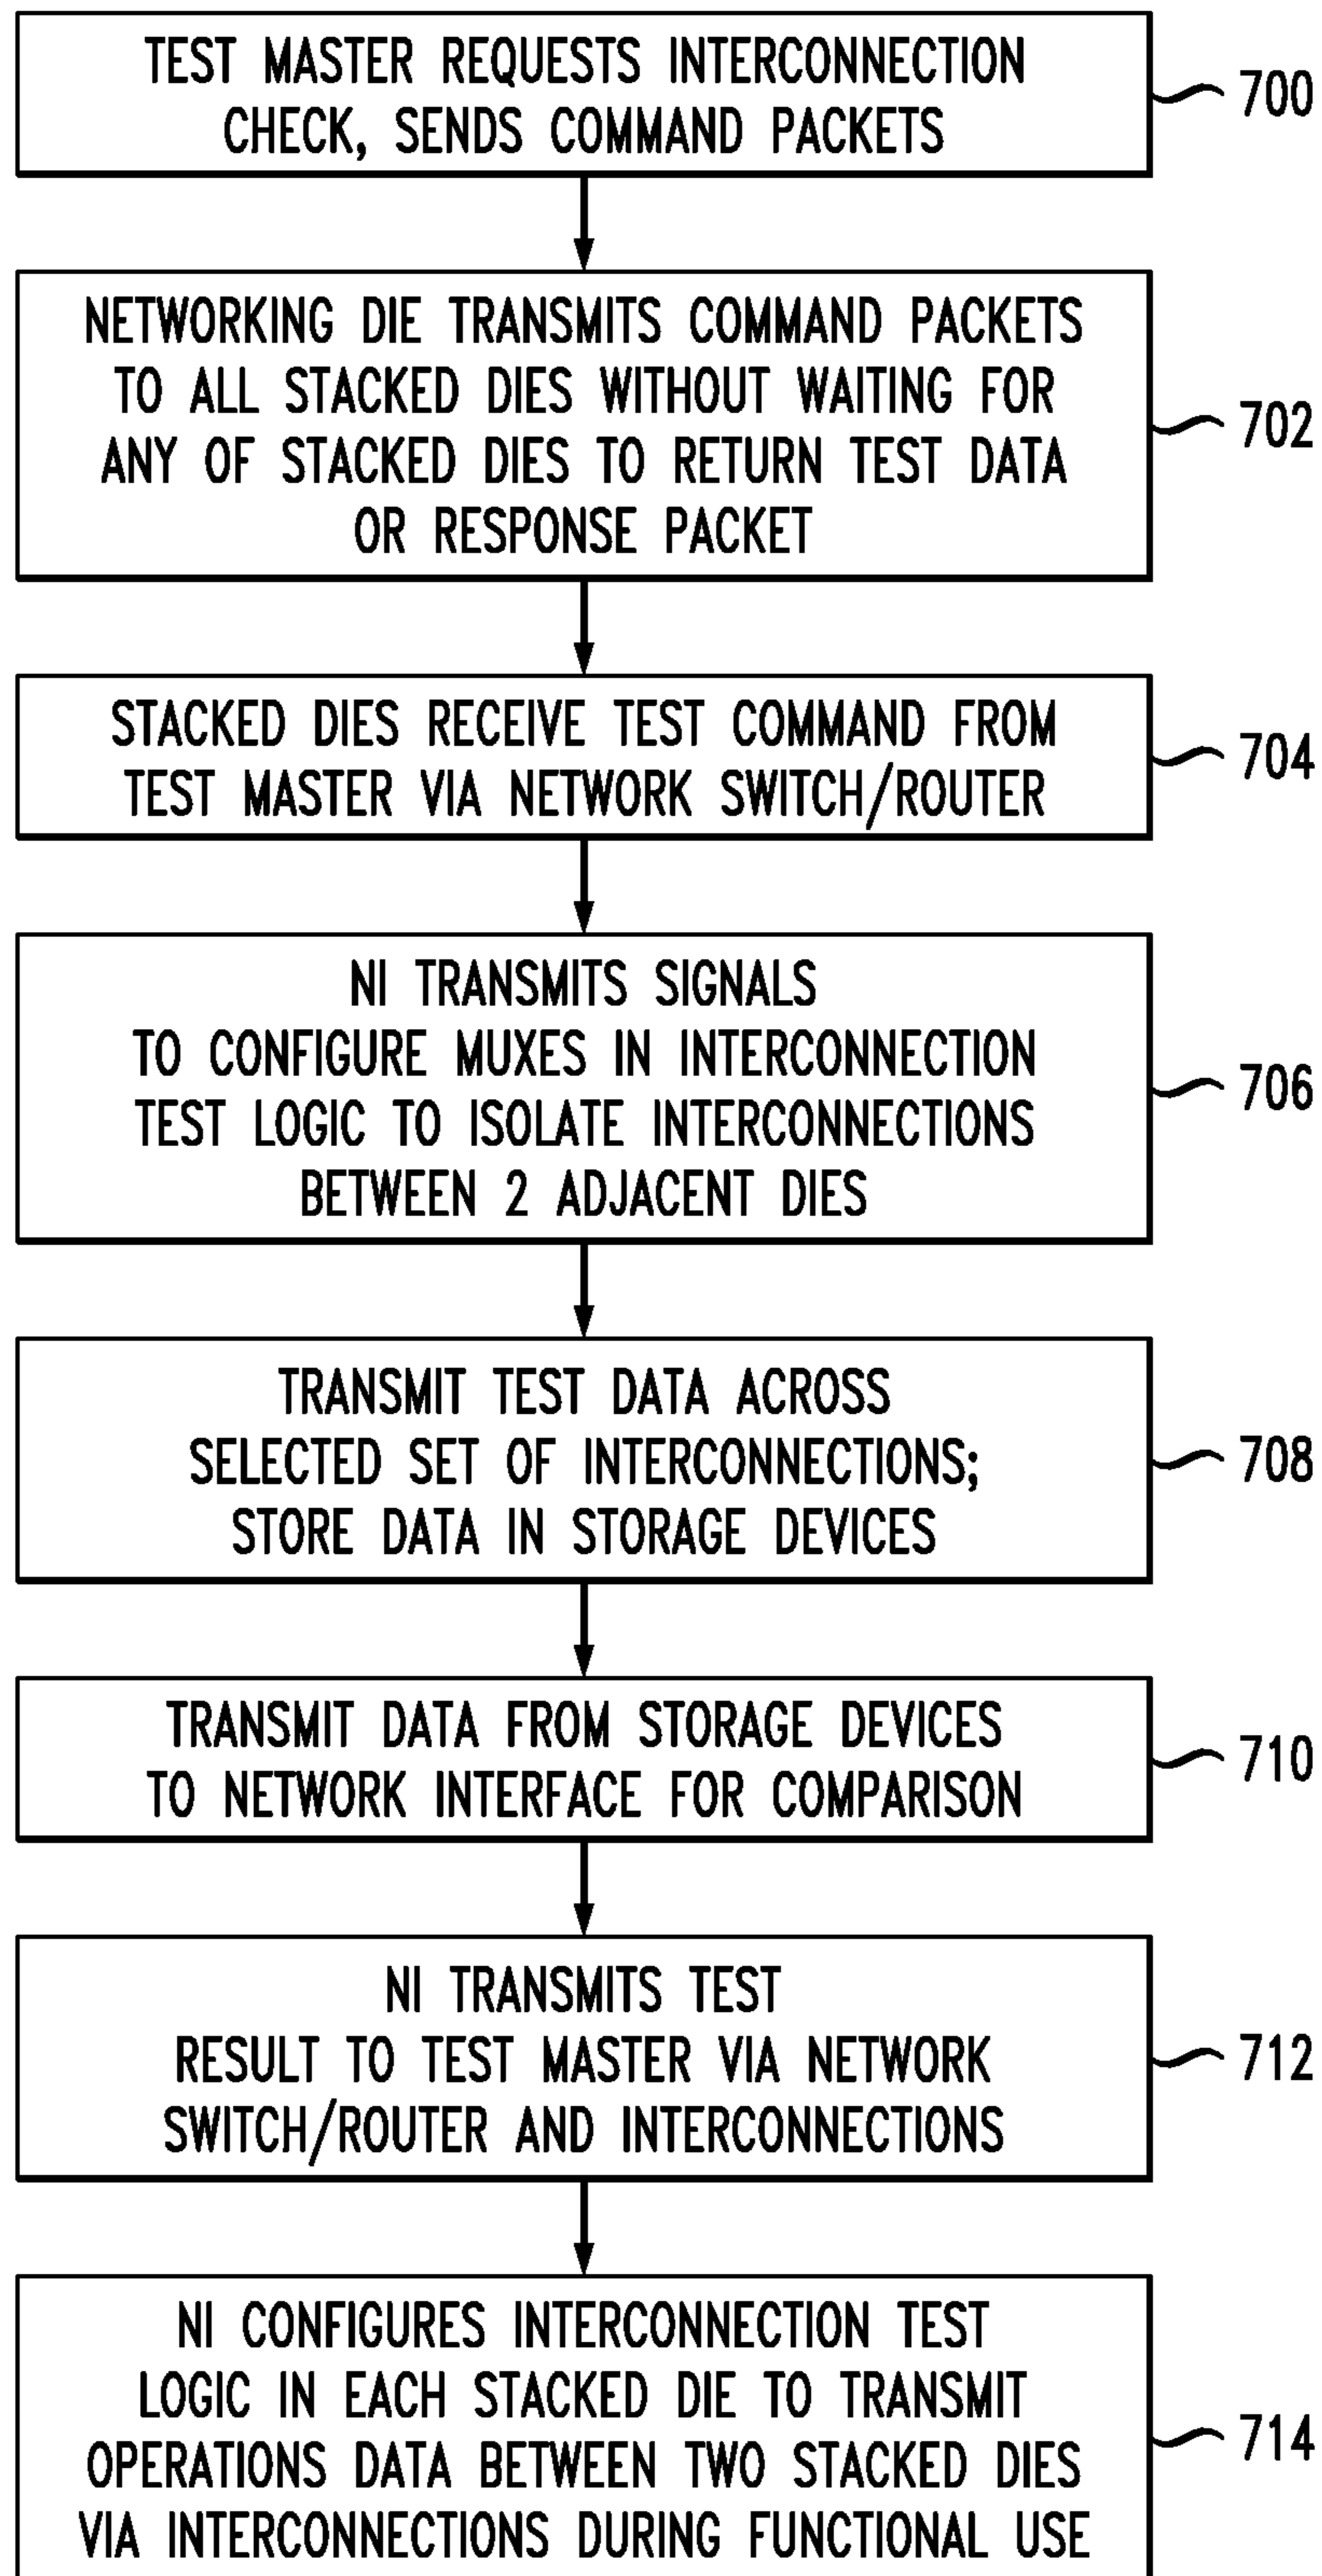 TEST MASTER REQUESTS INTERCONNECTION
CHECK, SENDS COMMAND PACKETS
700
NETWORKING DIE TRANSMITS COMMAND PACKETS
TO ALL STACKED DIES WITHOUT WAITING FOR
ANY OF STACKED DIES TO RETURN TEST DATA
OR RESPONSE PACKET
702
STACKED DIES RECEIVE TEST COMMAND FROM
TEST MASTER VIA NETWORK SWITCH/ROUTER
704
NI TRANSMITS SIGNALS
TO CONFIGURE MUXES IN INTERCONNECTION
TEST LOGIC TO ISOLATE INTERCONNECTIONS
BETWEEN 2 ADJACENT DIES
706
TRANSMIT TEST DATA ACROSS
SELECTED SET OF INTERCONNECTIONS;
STORE DATA IN STORAGE DEVICES
708
TRANSMIT DATA FROM STORAGE DEVICES
TO NETWORK INTERFACE FOR COMPARISON
710
NI TRANSMITS TEST
RESULT TO TEST MASTER VIA NETWORK
SWITCH/ROUTER AND INTERCONNECTIONS
712
NI CONFIGURES INTERCONNECTION TEST
LOGIC IN EACH STACKED DIE TO TRANSMIT
OPERATIONS DATA BETWEEN TWO STACKED DIES
VIA INTERCONNECTIONS DURING FUNCTIONAL USE
714